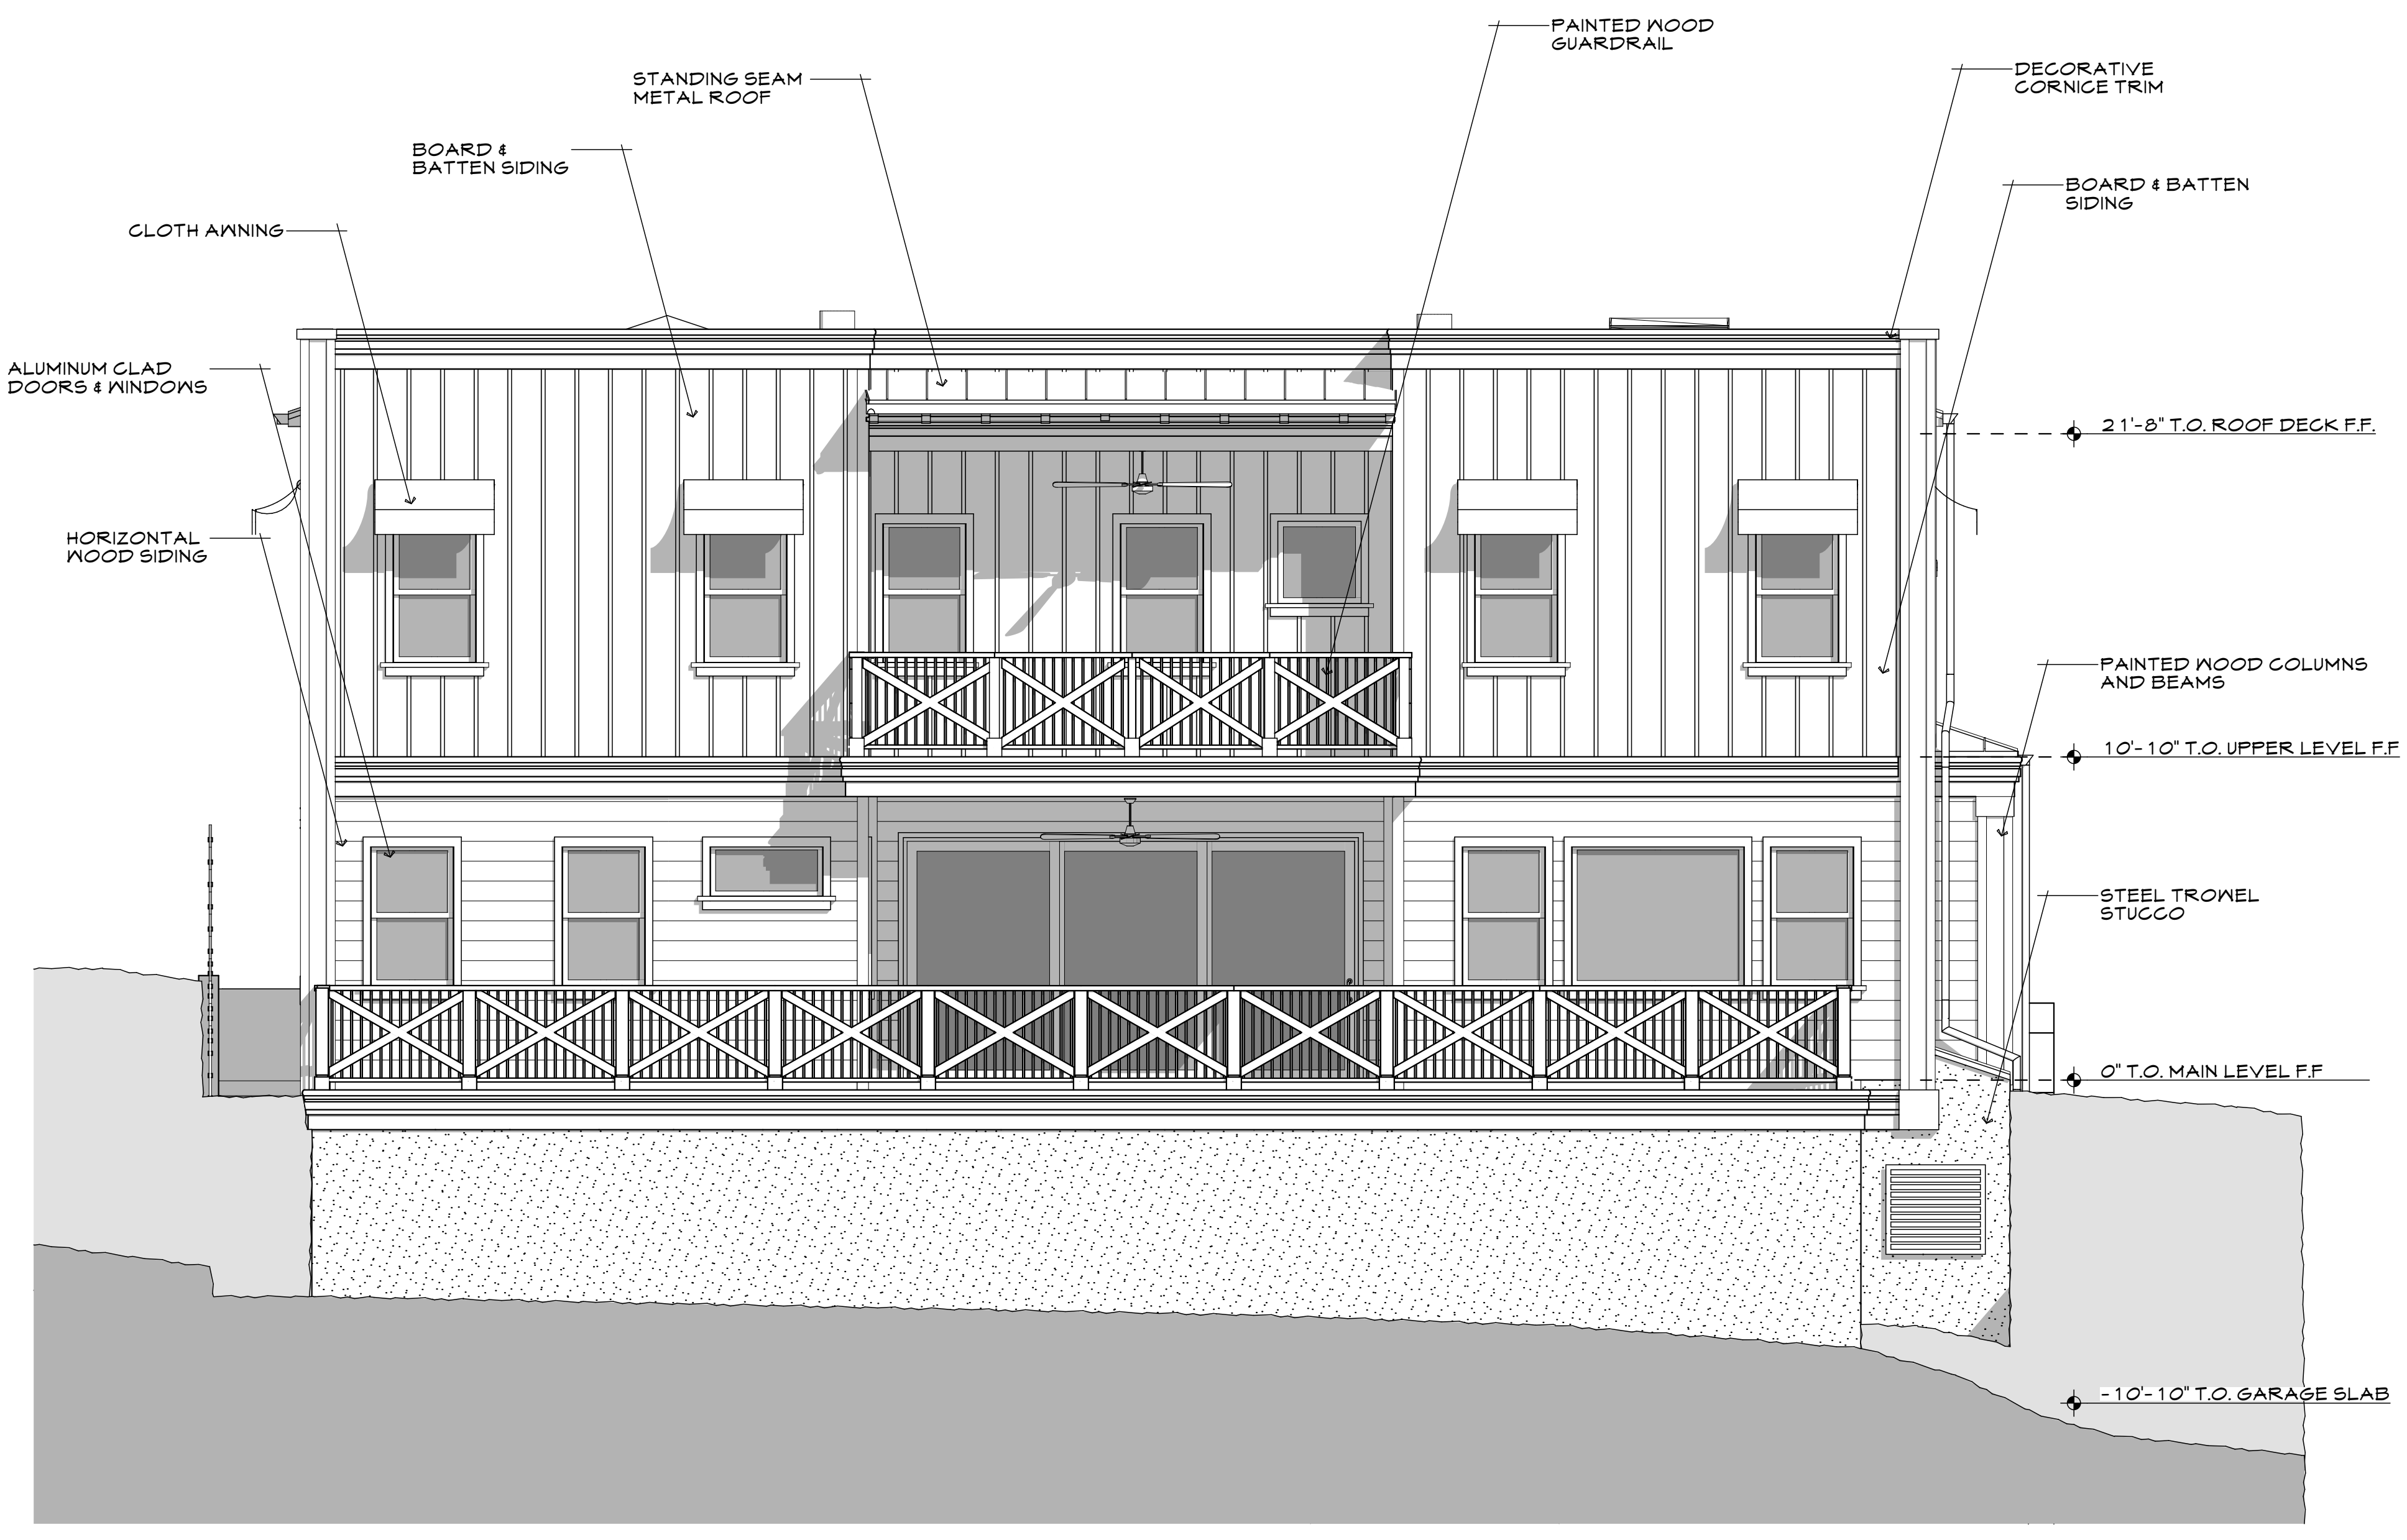 PAINTED WOOD
GUARDRAIL
STANDING SEAM
METAL ROOF
DECORATIVE
CORNICE TRIM
BOARD &
BATTEN SIDING
BOARD & BATTEN
SIDING
CLOTH AWNING
ALUMINUM CLAD
DOORS & WINDOWS
21'-8" T.O. ROOF DECK F.F.
HORIZONTAL
WOOD SIDING
PAINTED WOOD COLUMNS
AND BEAMS
10'-10" T.O. UPPER LEVEL F.F
STEEL TROWEL
STUCCO
0" T.O. MAIN LEVEL F.F
-10'-10" T.O. GARAGE SLAB